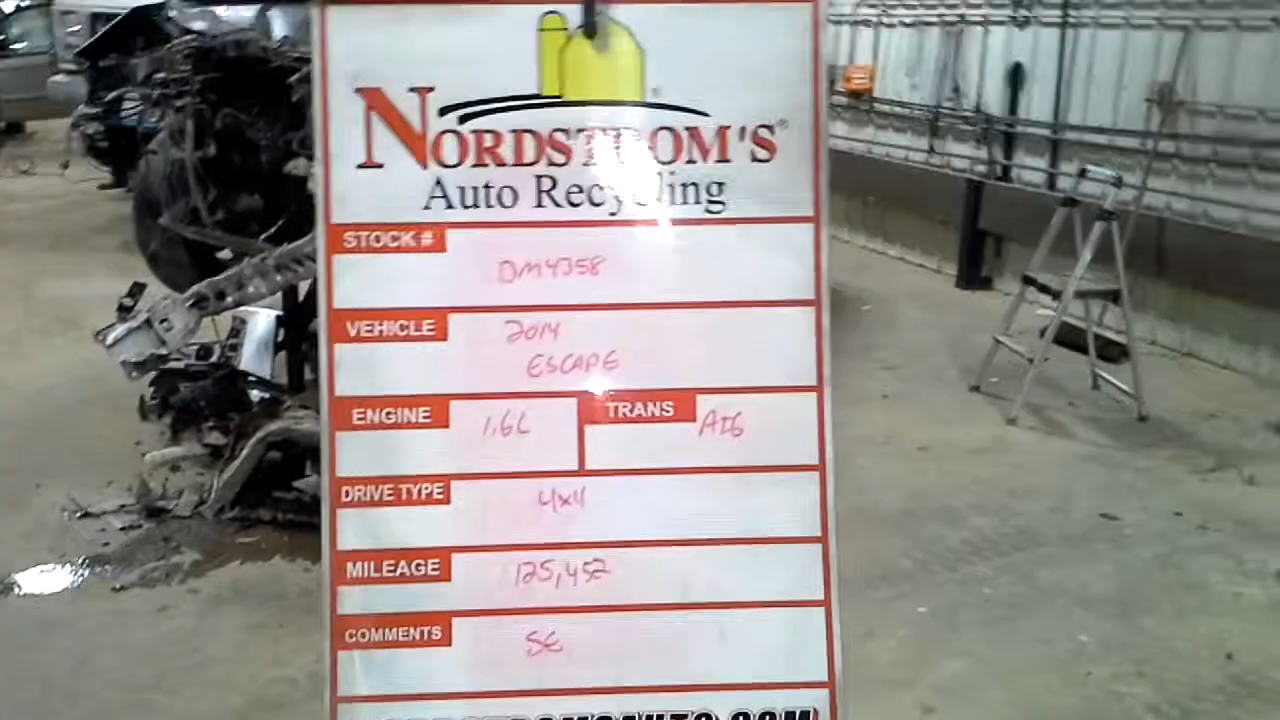 NORDSTROM'S®
Auto Recycling
STOCK #
DM4358
VEHICLE
2014
ESCAPE
ENGINE
1.6L
TRANS
AT6
DRIVE TYPE
4x4
MILEAGE
125,452
COMMENTS
SE